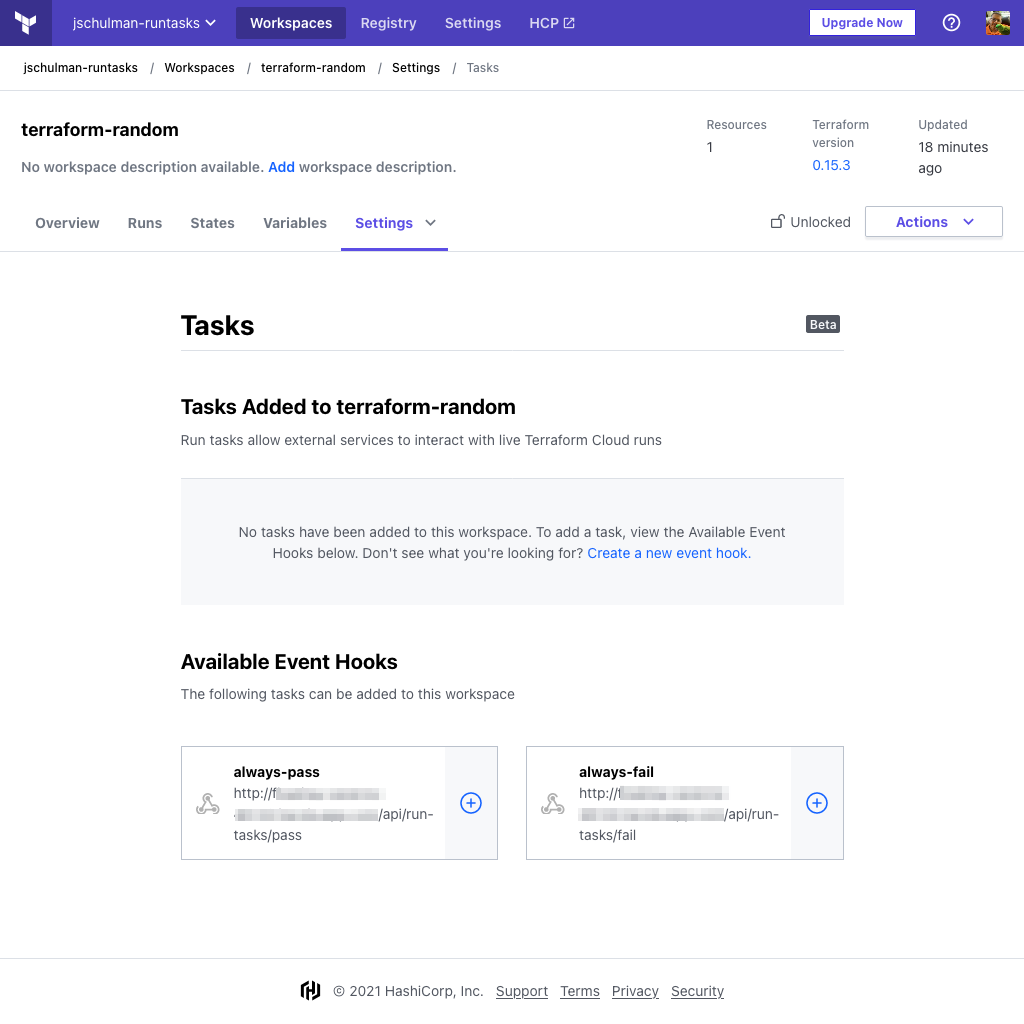 jschulman-runtasks Workspaces Registry Settings HCP Upgrade Now
jschulman-runtasks / Workspaces / terraform-random / Settings / Tasks
terraform-random
No workspace description available. Add workspace description.
Resources
1
Terraform
version
0.15.3
Updated
18 minutes
ago
Overview Runs States Variables Settings Unlocked Actions
Tasks Beta
Tasks Added to terraform-random
Run tasks allow external services to interact with live Terraform Cloud runs
No tasks have been added to this workspace. To add a task, view the Available Event
Hooks below. Don't see what you're looking for? Create a new event hook.
Available Event Hooks
The following tasks can be added to this workspace
always-pass
http://
/api/run-
tasks/pass
always-fail
http://
/api/run-
tasks/fail
© 2021 HashiCorp, Inc. Support Terms Privacy Security